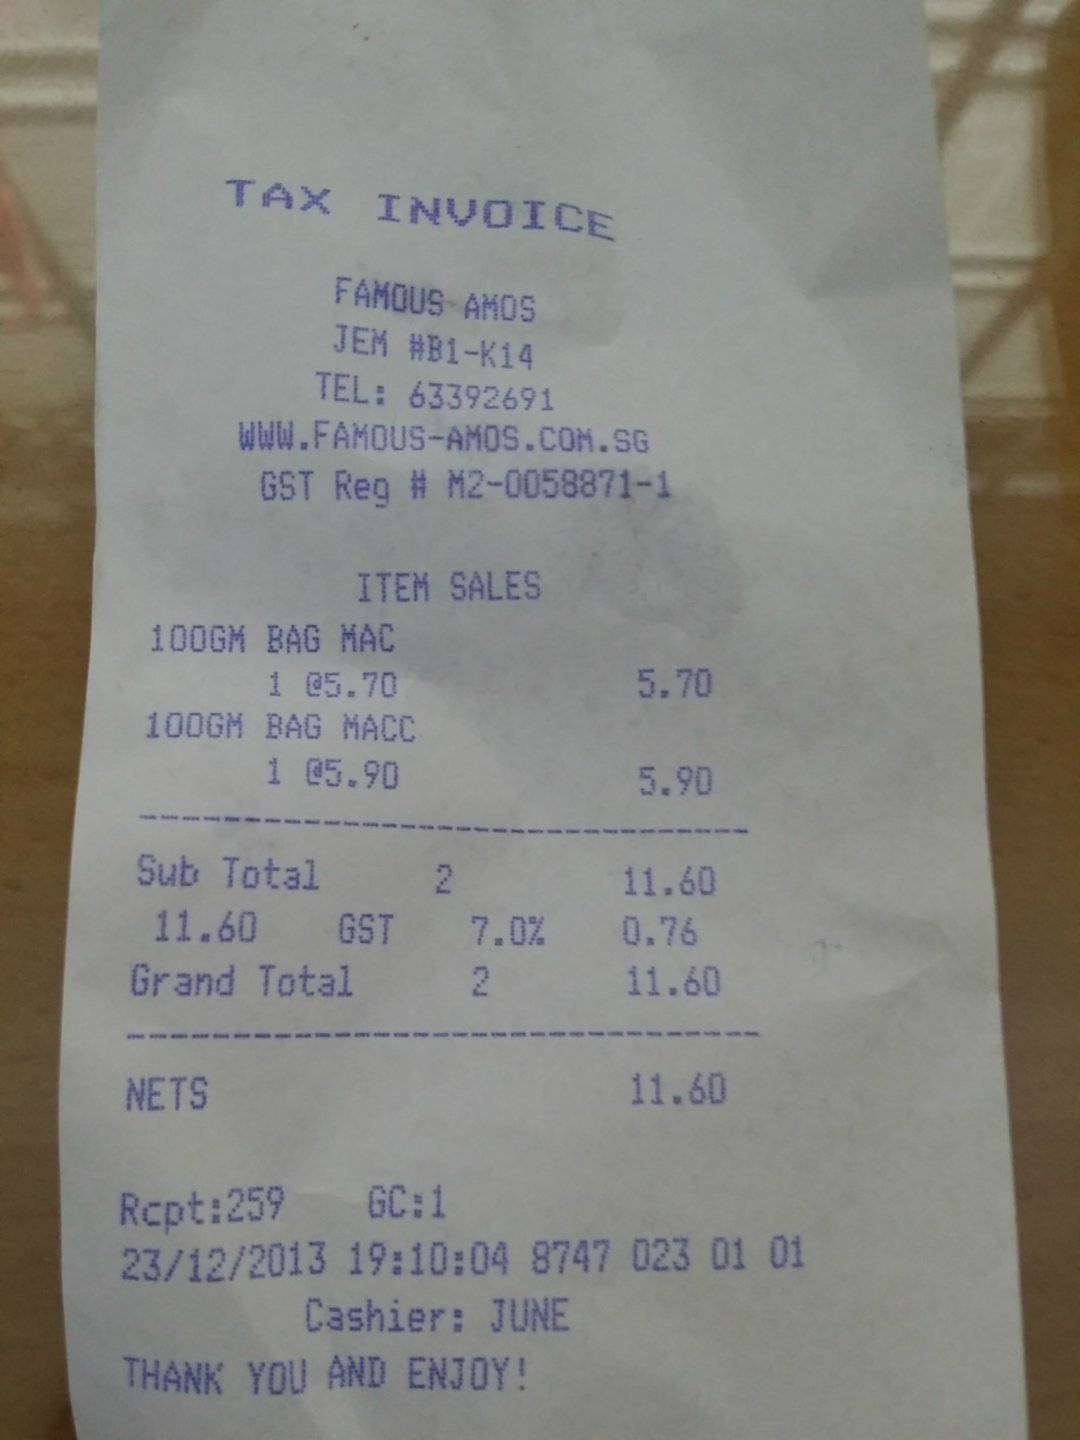 TAX INVOICE
FAMOUS AMOS
JEM #B1-K14
TEL: 63392691
WWW.FAMOUS-AMOS.COM.SG
GST Reg # M2-0058871-1
ITEM SALES
100GM BAG MAC
1 @5.70 5.70
100GM BAG MACC
1 @5.90 5.90
Sub Total 2 11.60
11.60 GST 7.0% 0.76
Grand Total 2 11.60
NETS 11.60
Rcpt:259 GC:1
23/12/2013 19:10:04 8747 023 01 01
Cashier: JUNE
THANK YOU AND ENJOY!